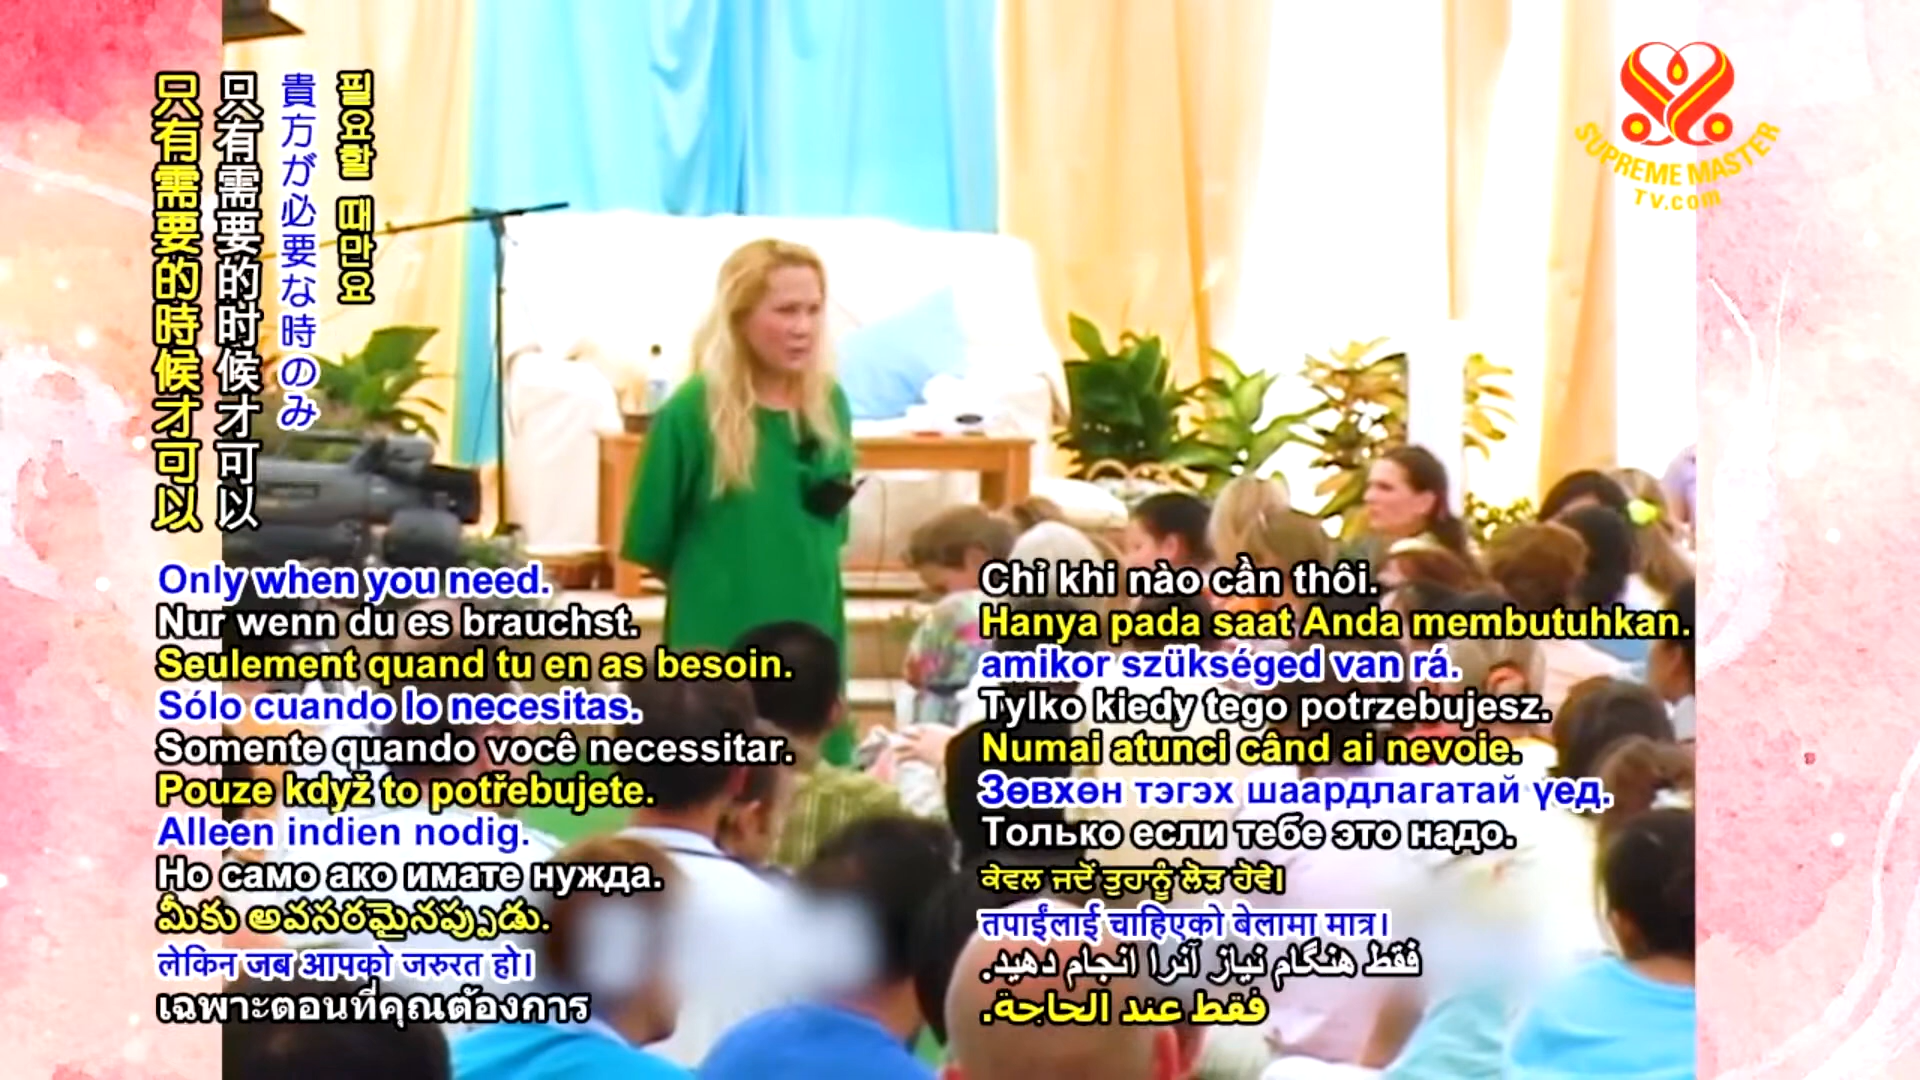 只有需要的時候才可以
只有需要的时候才可以
貴方が必要な時のみ
필요할 때만요
SUPREME MASTER
TV.com
Only when you need.
Nur wenn du es brauchst.
Seulement quand tu en as besoin.
Sólo cuando lo necesitas.
Somente quando você necessitar.
Pouze když to potřebujete.
Alleen indien nodig.
Но само ако имате нужда.
మీకు అవసరమైనప్పుడు.
लेकिन जब आपको जरुरत हो।
เฉพาะตอนที่คุณต้องการ
Chỉ khi nào cần thôi.
Hanya pada saat Anda membutuhkan.
amikor szükséged van rá.
Tylko kiedy tego potrzebujesz.
Numai atunci când ai nevoie.
Зөвхөн тэгэх шаардлагатай үед.
Только если тебе это надо.
ਕੇਵਲ ਜਦੋਂ ਤੁਹਾਨੂੰ ਲੋੜ ਹੋਵੇ।
तपाईंलाई चाहिएको बेलामा मात्र।
فقط هنگام نیاز آنرا انجام دهید.
فقط عند الحاجة.